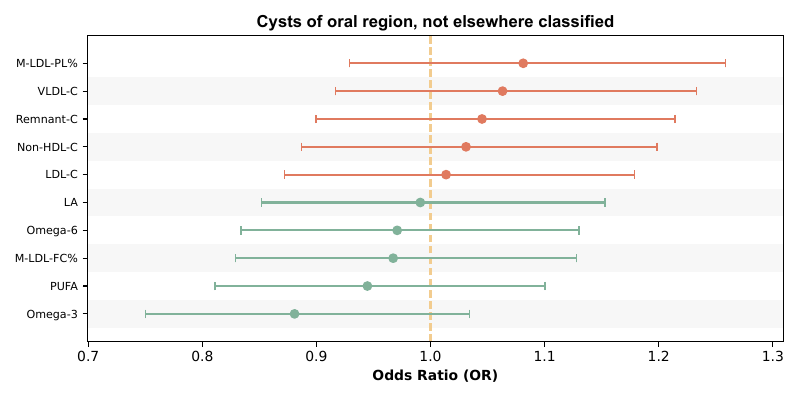 Cysts of oral region, not elsewhere classified
M-LDL-PL%
VLDL-C
Remnant-C
Non-HDL-C
LDL-C
LA
Omega-6
M-LDL-FC%
PUFA
Omega-3
0.7 0.8 0.9 1.0 1.1 1.2 1.3
Odds Ratio (OR)